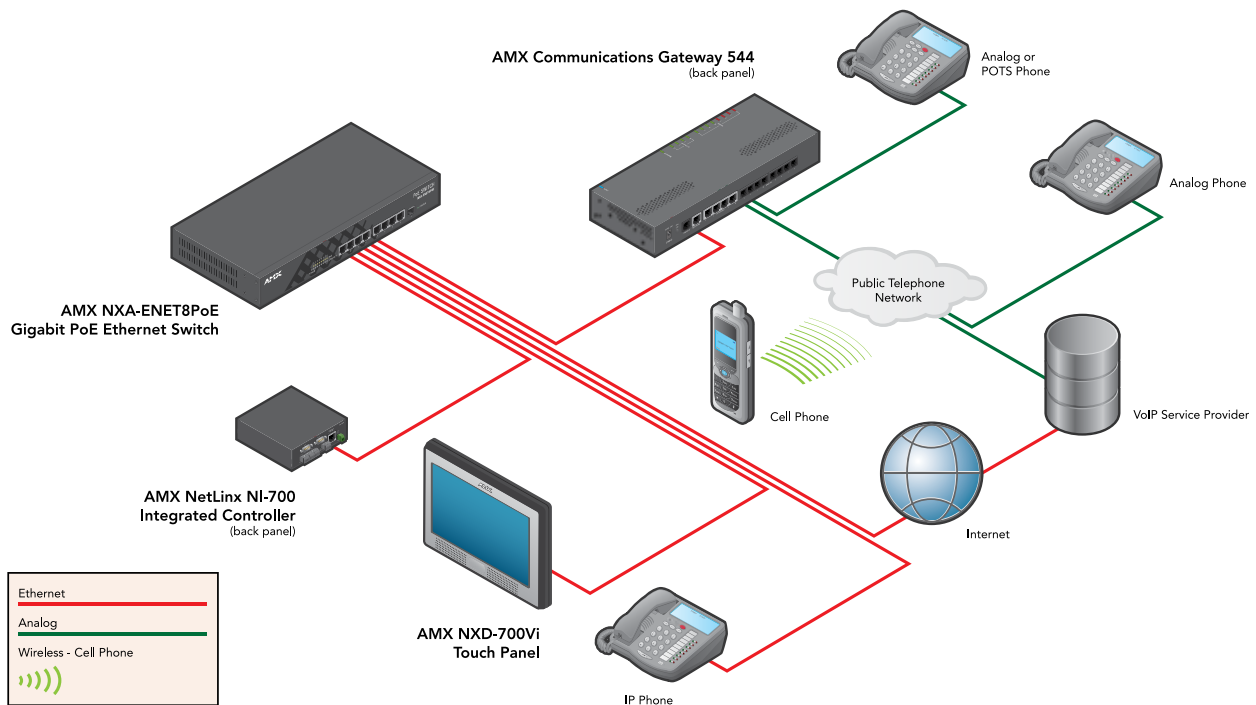 AMX Communications Gateway 544
(back panel)
Analog or
POTS Phone
Analog Phone
AMX
AMX NXA-ENET8PoE
Gigabit PoE Ethernet Switch
Public Telephone
Network
Cell Phone
VoIP Service Provider
AMX NetLinx NI-700
Integrated Controller
(back panel)
Internet
AMX NXD-700Vi
Touch Panel
IP Phone
Ethernet
Analog
Wireless - Cell Phone